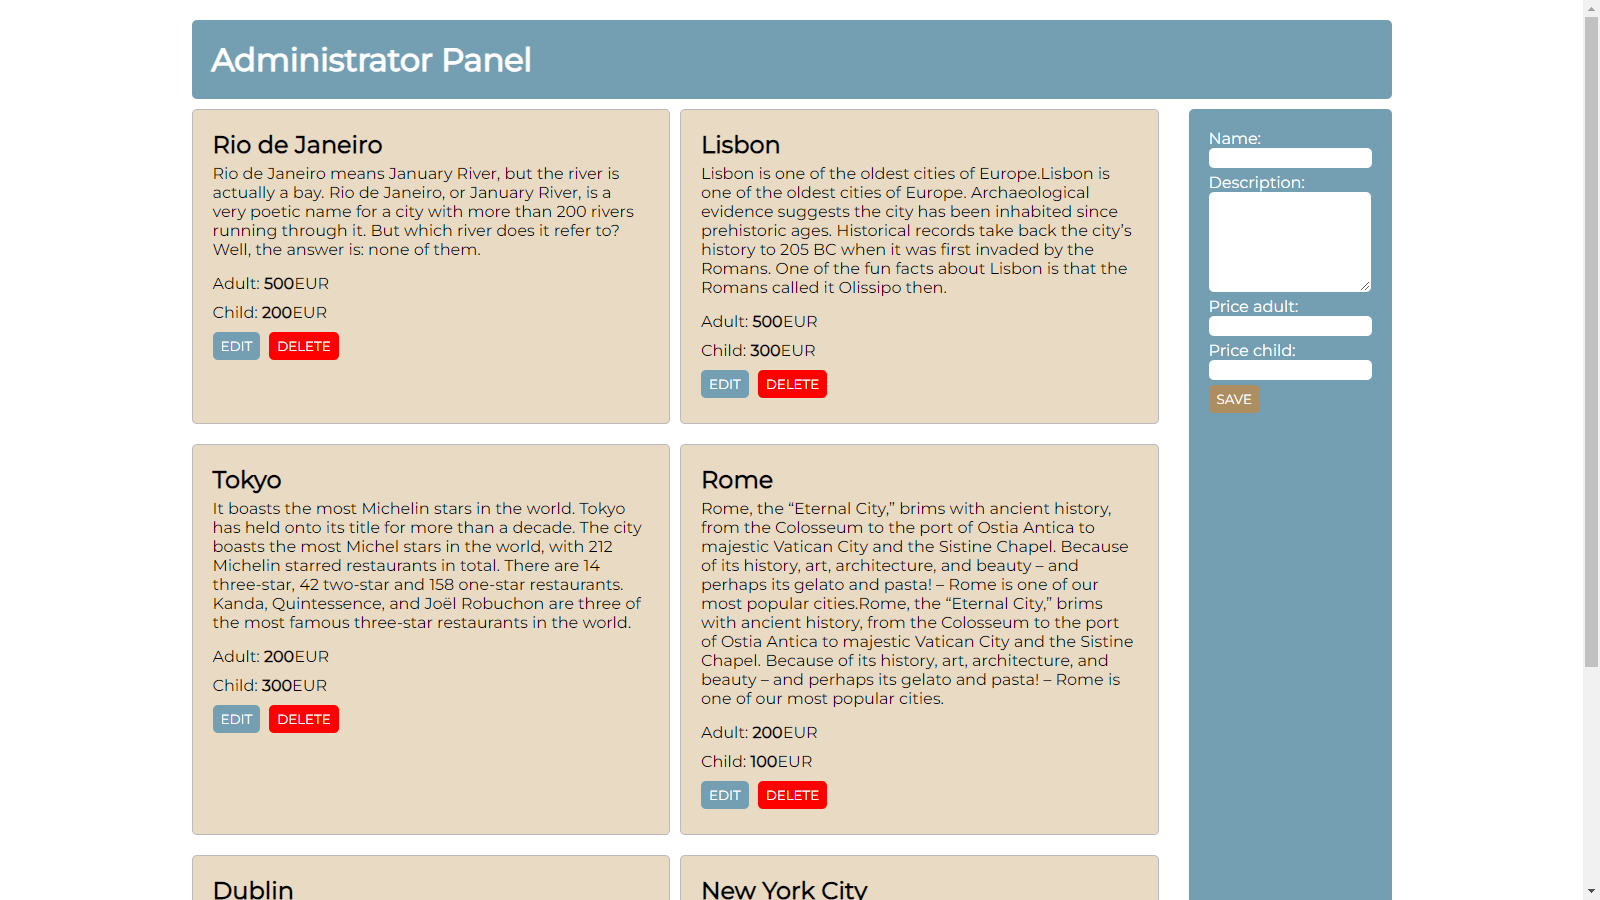 Administrator Panel
Rio de Janeiro
Rio de Janeiro means January River, but the river is
actually a bay. Rio de Janeiro, or January River, is a
very poetic name for a city with more than 200 rivers
running through it. But which river does it refer to?
Well, the answer is: none of them.
Adult: 500EUR
Child: 200EUR
EDIT DELETE
Lisbon
Lisbon is one of the oldest cities of Europe.Lisbon is
one of the oldest cities of Europe. Archaeological
evidence suggests the city has been inhabited since
prehistoric ages. Historical records take back the city’s
history to 205 BC when it was first invaded by the
Romans. One of the fun facts about Lisbon is that the
Romans called it Olissipo then.
Adult: 500EUR
Child: 300EUR
EDIT DELETE
Tokyo
It boasts the most Michelin stars in the world. Tokyo
has held onto its title for more than a decade. The city
boasts the most Michel stars in the world, with 212
Michelin starred restaurants in total. There are 14
three-star, 42 two-star and 158 one-star restaurants.
Kanda, Quintessence, and Joël Robuchon are three of
the most famous three-star restaurants in the world.
Adult: 200EUR
Child: 300EUR
EDIT DELETE
Rome
Rome, the “Eternal City,” brims with ancient history,
from the Colosseum to the port of Ostia Antica to
majestic Vatican City and the Sistine Chapel. Because
of its history, art, architecture, and beauty – and
perhaps its gelato and pasta! – Rome is one of our
most popular cities.Rome, the “Eternal City,” brims
with ancient history, from the Colosseum to the port
of Ostia Antica to majestic Vatican City and the Sistine
Chapel. Because of its history, art, architecture, and
beauty – and perhaps its gelato and pasta! – Rome is
one of our most popular cities.
Adult: 200EUR
Child: 100EUR
EDIT DELETE
Dublin
New York City
Name:
Description:
Price adult:
Price child:
SAVE